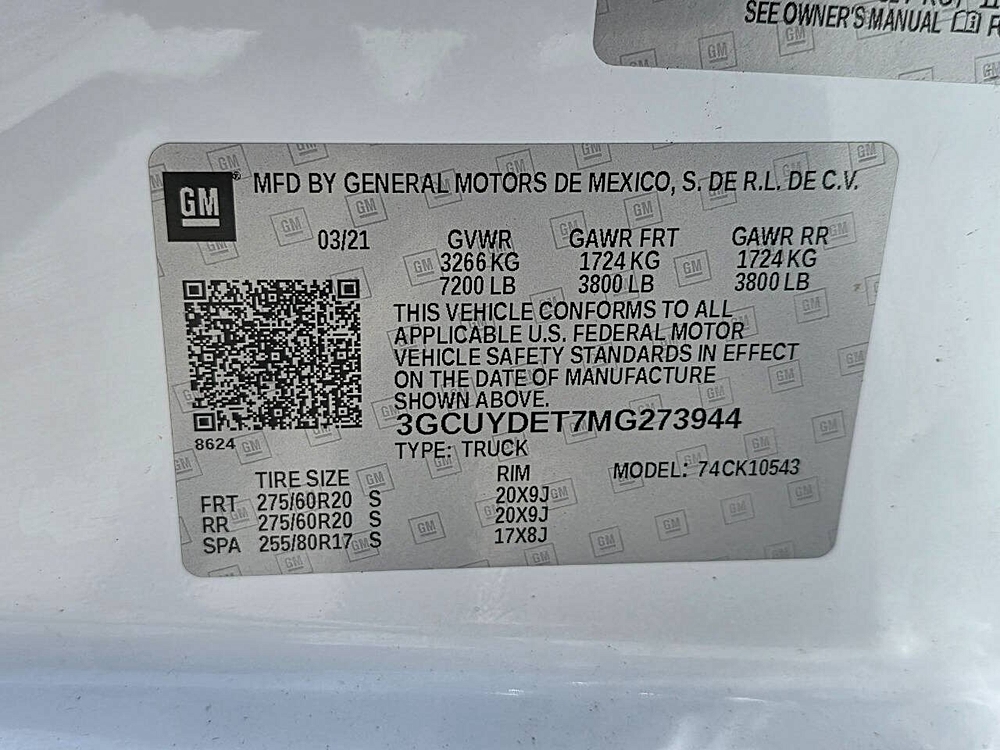 SEE OWNER'S MANUAL
GM
MFD BY GENERAL MOTORS DE MEXICO, S. DE R.L. DE C.V.
03/21 GVWR GAWR FRT GAWR RR
3266 KG 1724 KG 1724 KG
7200 LB 3800 LB 3800 LB
THIS VEHICLE CONFORMS TO ALL
APPLICABLE U.S. FEDERAL MOTOR
VEHICLE SAFETY STANDARDS IN EFFECT
ON THE DATE OF MANUFACTURE
SHOWN ABOVE.
3GCUYDET7MG273944
8624
TYPE: TRUCK
TIRE SIZE RIM MODEL: 74CK10543
FRT 275/60R20 S 20X9J
RR 275/60R20 S 20X9J
SPA 255/80R17 S 17X8J